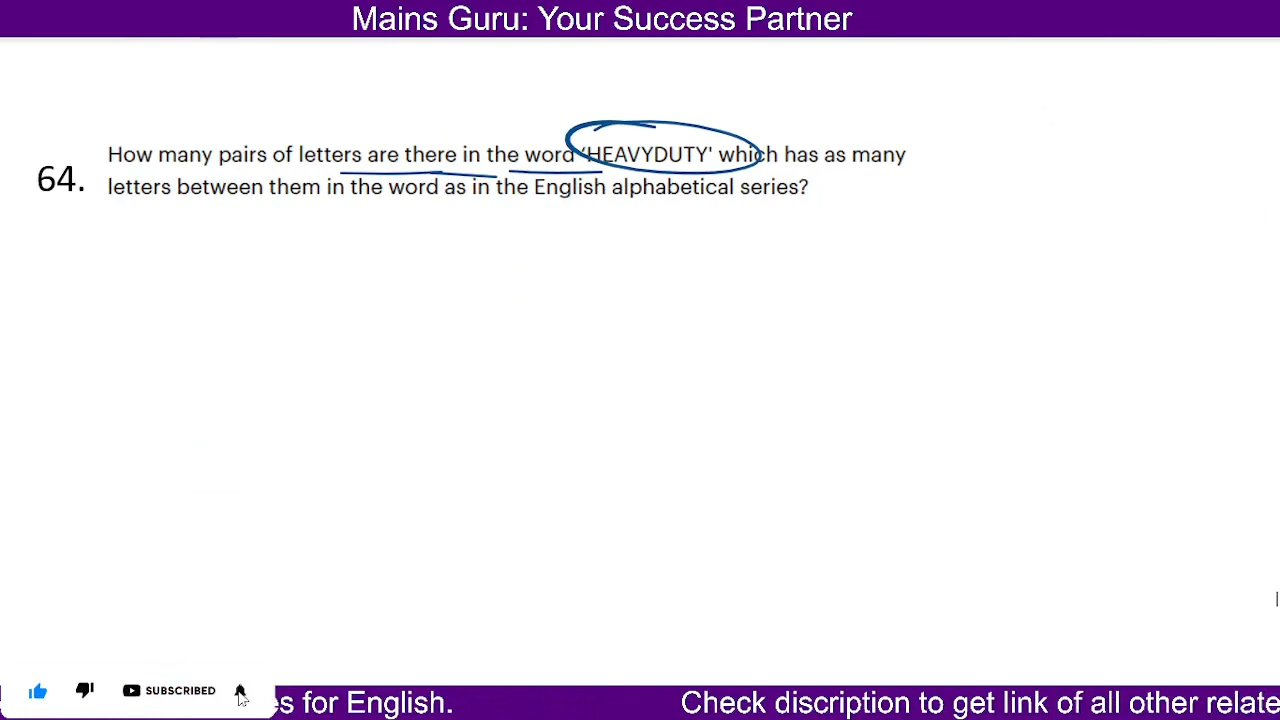 Mains Guru: Your Success Partner
64.
How many pairs of letters are there in the word 'HEAVYDUTY' which has as many
letters between them in the word as in the English alphabetical series?
SUBSCRIBED
es for English.
Check discription to get link of all other relate